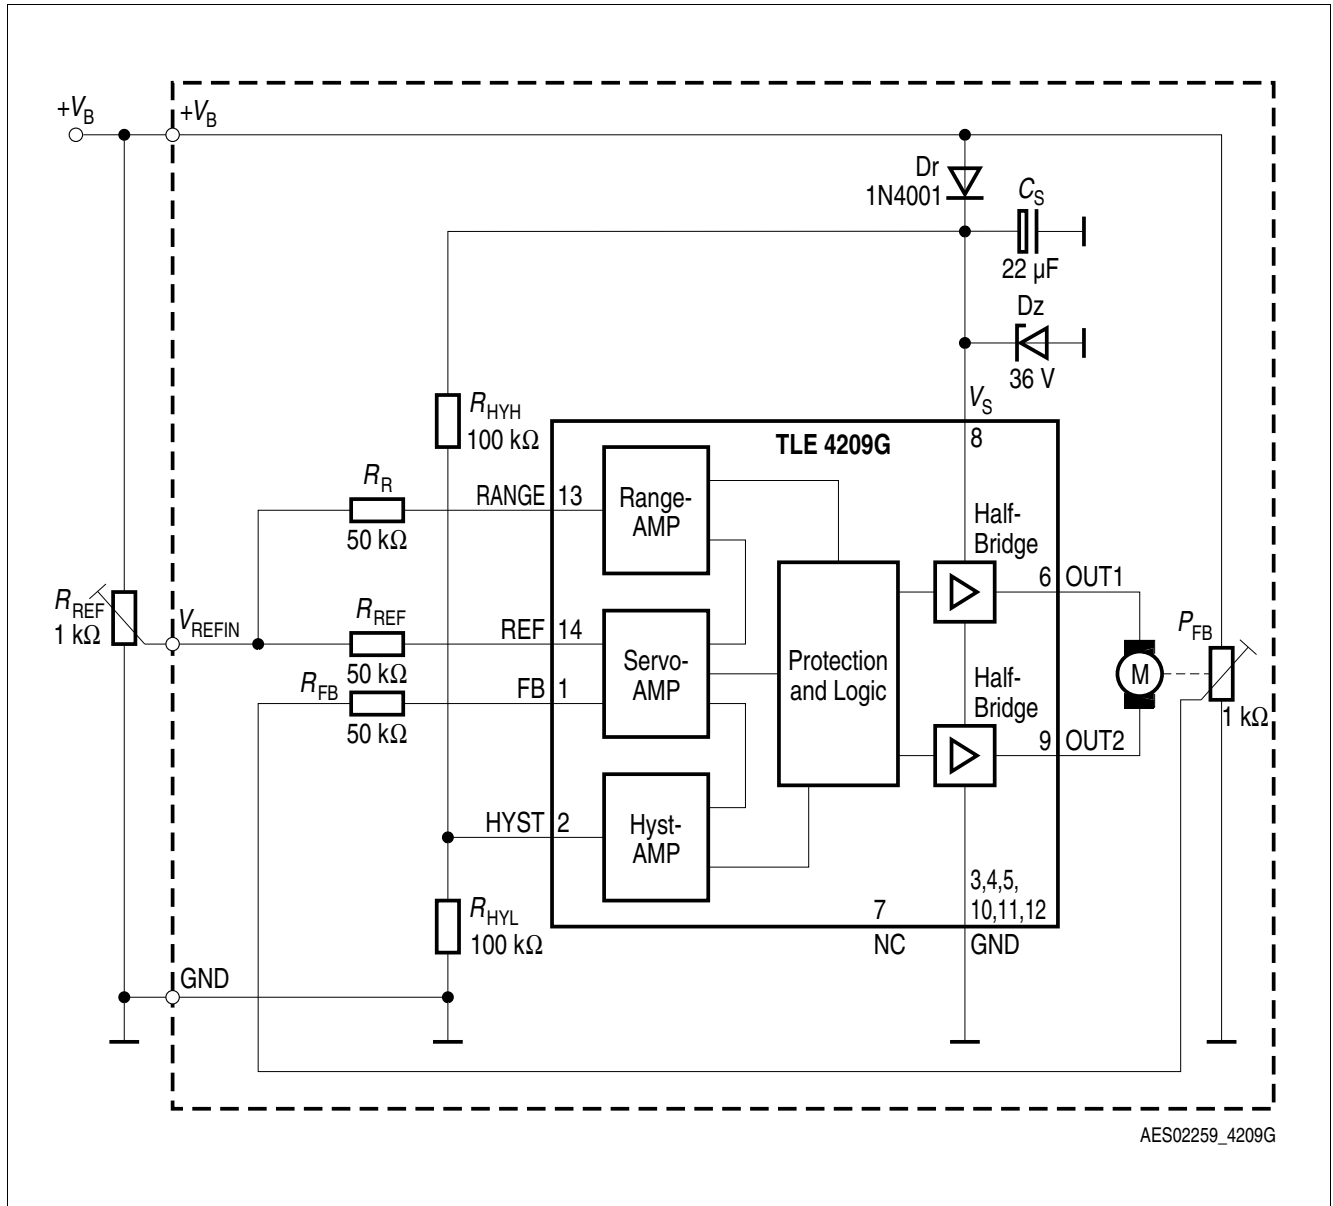 +VB
+VB
Dr
1N4001
CS
22 µF
Dz
36 V
VS
8
RHYH
100 kΩ
TLE 4209G
RR
50 kΩ
RANGE 13
Range-
AMP
Half-
Bridge
6 OUT1
RREF
1 kΩ
VREFIN
RREF
50 kΩ
REF 14
RFB
50 kΩ
FB 1
Servo-
AMP
Protection
and Logic
Half-
Bridge
9 OUT2
M
PFB
1 kΩ
HYST 2
Hyst-
AMP
RHYL
100 kΩ
3,4,5,
10,11,12
7
NC
GND
GND
AES02259_4209G